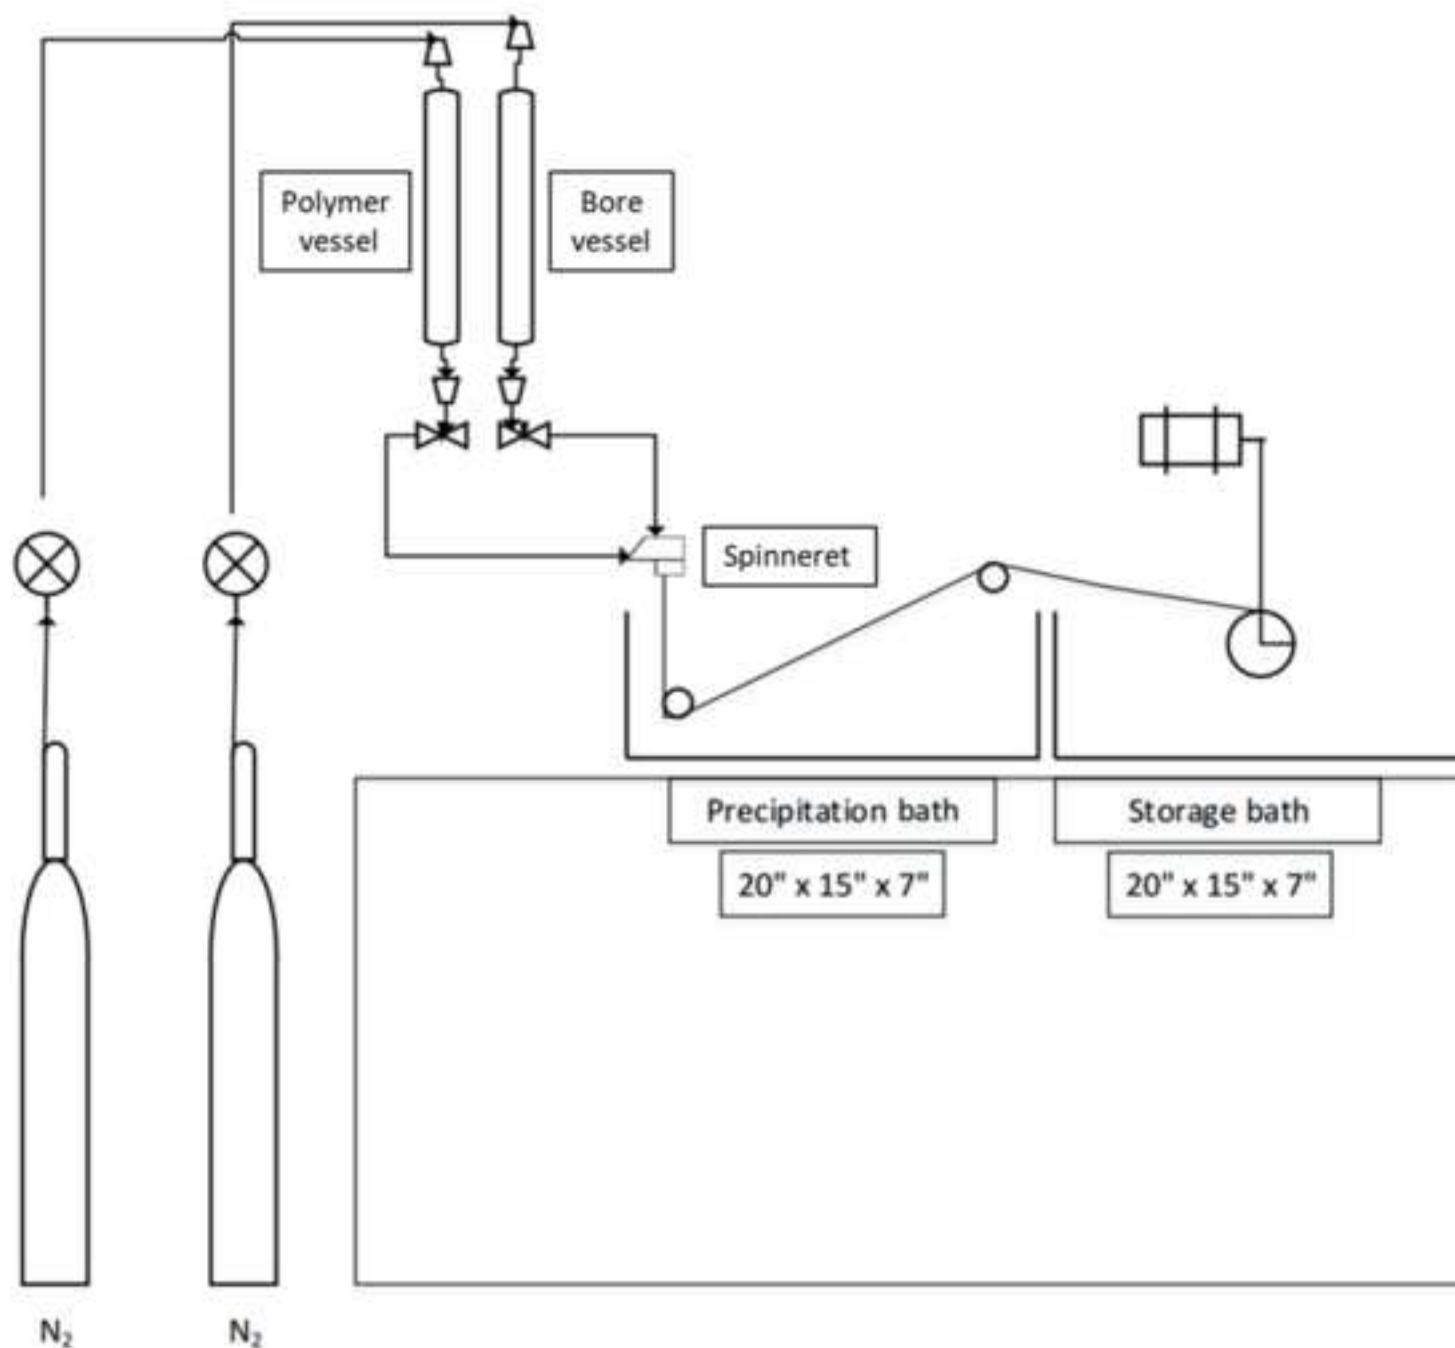 Polymer
vessel
Bore
vessel
Spinneret
Precipitation bath
Storage bath
20" x 15" x 7"
20" x 15" x 7"
N₂
N₂